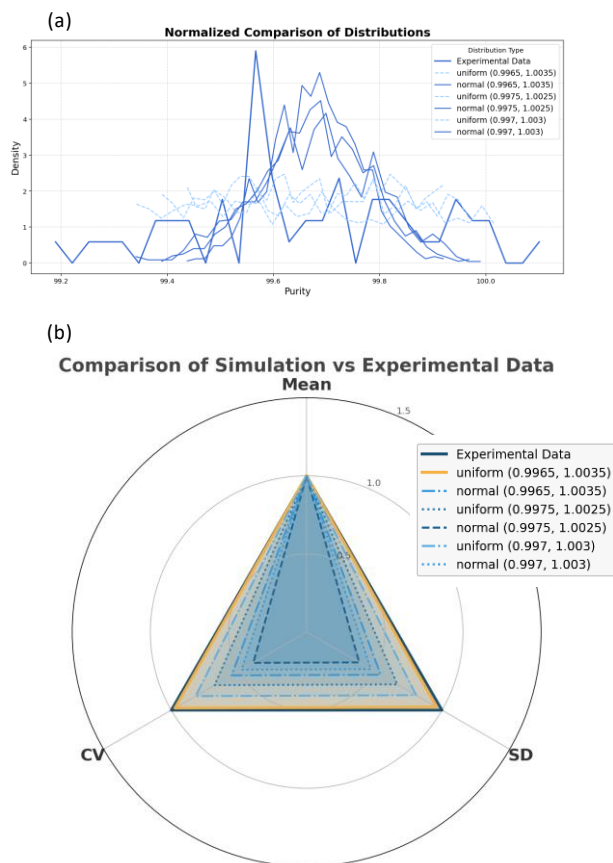 (a)
Normalized Comparison of Distributions
Distribution Type
Experimental Data
uniform (0.9965, 1.0035)
normal (0.9965, 1.0035)
uniform (0.9975, 1.0025)
normal (0.9975, 1.0025)
uniform (0.997, 1.003)
normal (0.997, 1.003)
6
5
4
3
2
1
0
Density
99.2
99.4
99.6
99.8
100.0
Purity
(b)
Comparison of Simulation vs Experimental Data
Mean
1.5
1.0
0.5
Experimental Data
uniform (0.9965, 1.0035)
normal (0.9965, 1.0035)
uniform (0.9975, 1.0025)
normal (0.9975, 1.0025)
uniform (0.997, 1.003)
normal (0.997, 1.003)
CV
SD